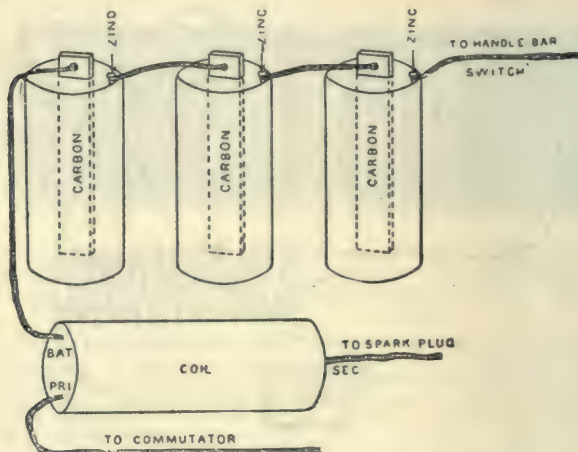 ZINC
ZINC
ZINC
TO HANDLE BAR
SWITCH
CARBON
CARBON
CARBON
BAT
COIL
TO SPARK PLUG
SEC
PRI
TO COMMUTATOR